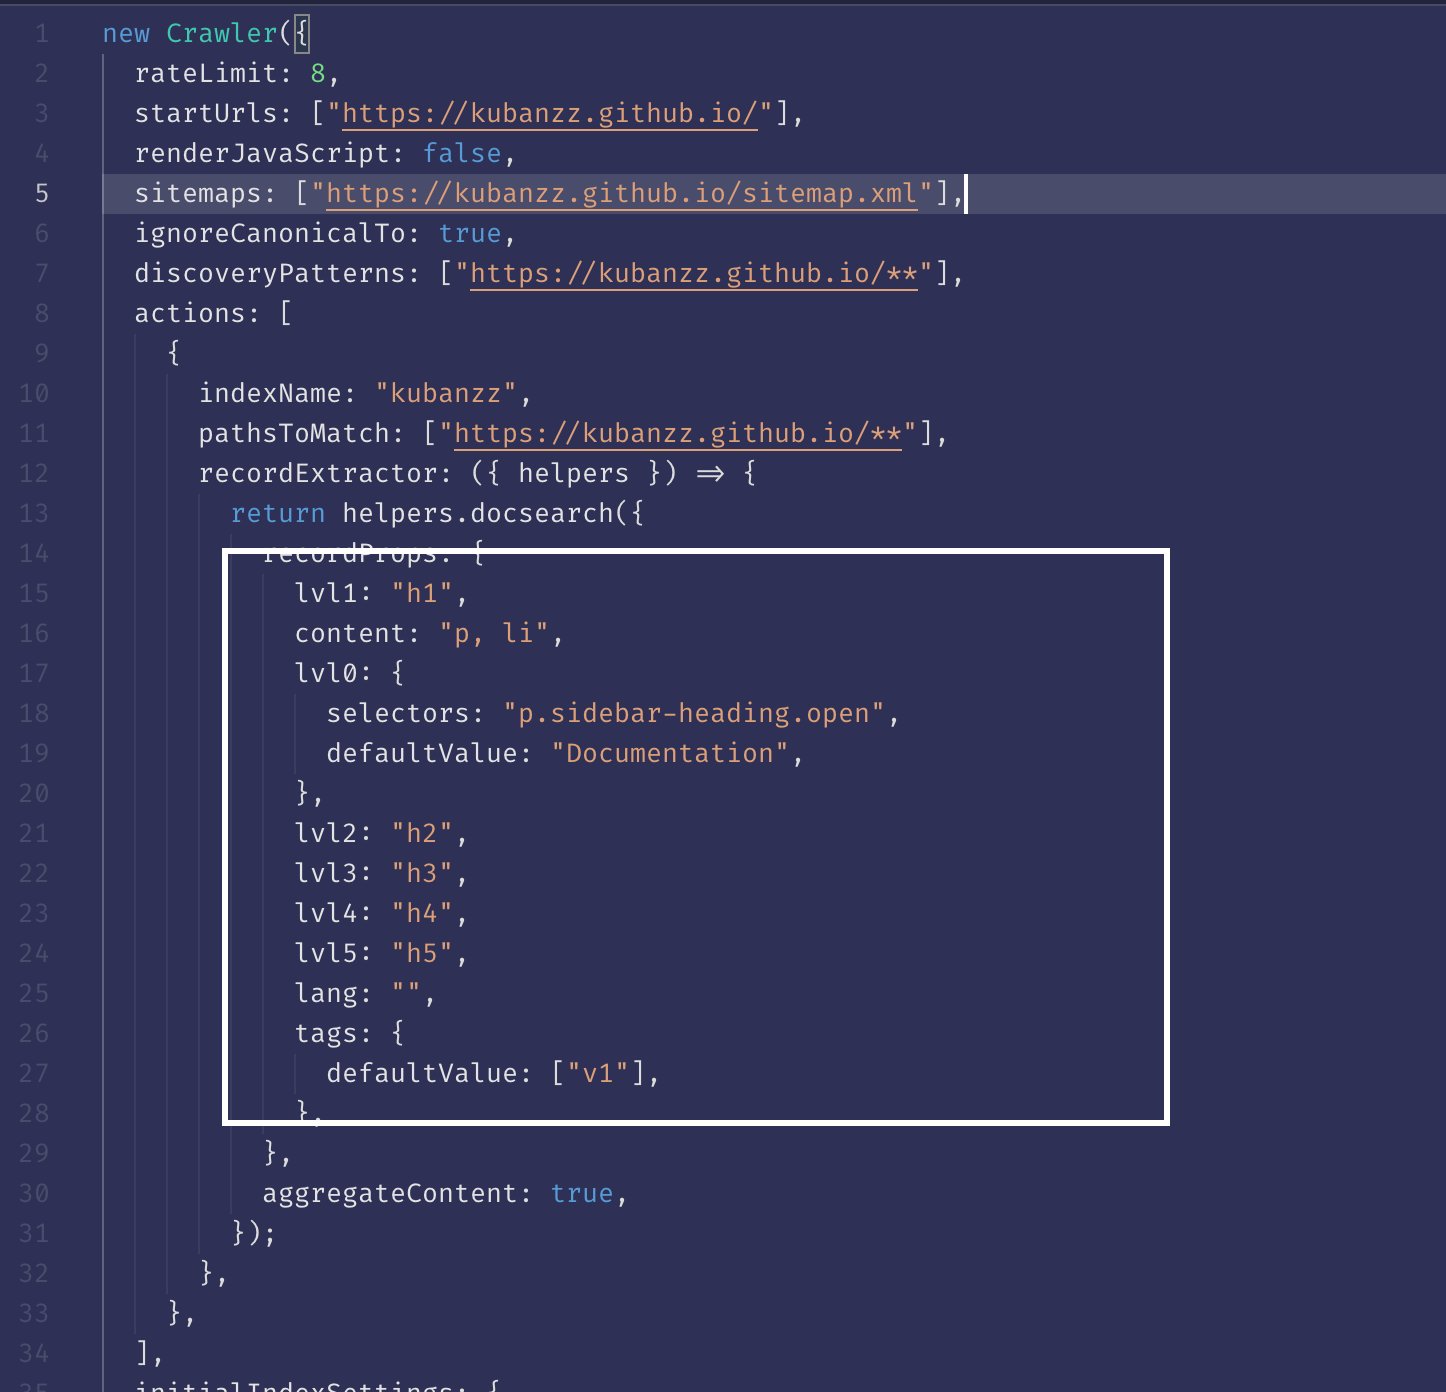 1 new Crawler({
2 rateLimit: 8,
3 startUrls: ["https://kubanzz.github.io/"],
4 renderJavaScript: false,
5 sitemaps: ["https://kubanzz.github.io/sitemap.xml"],
6 ignoreCanonicalTo: true,
7 discoveryPatterns: ["https://kubanzz.github.io/**"],
8 actions: [
9 {
10 indexName: "kubanzz",
11 pathsToMatch: ["https://kubanzz.github.io/**"],
12 recordExtractor: ({ helpers }) => {
13 return helpers.docsearch({
14 recordProps: {
15 lvl1: "h1",
16 content: "p, li",
17 lvl0: {
18 selectors: "p.sidebar-heading.open",
19 defaultValue: "Documentation",
20 },
21 lvl2: "h2",
22 lvl3: "h3",
23 lvl4: "h4",
24 lvl5: "h5",
25 lang: "",
26 tags: {
27 defaultValue: ["v1"],
28 },
29 },
30 aggregateContent: true,
31 });
32 },
33 },
34 ],
35 initialIndexSettings: {